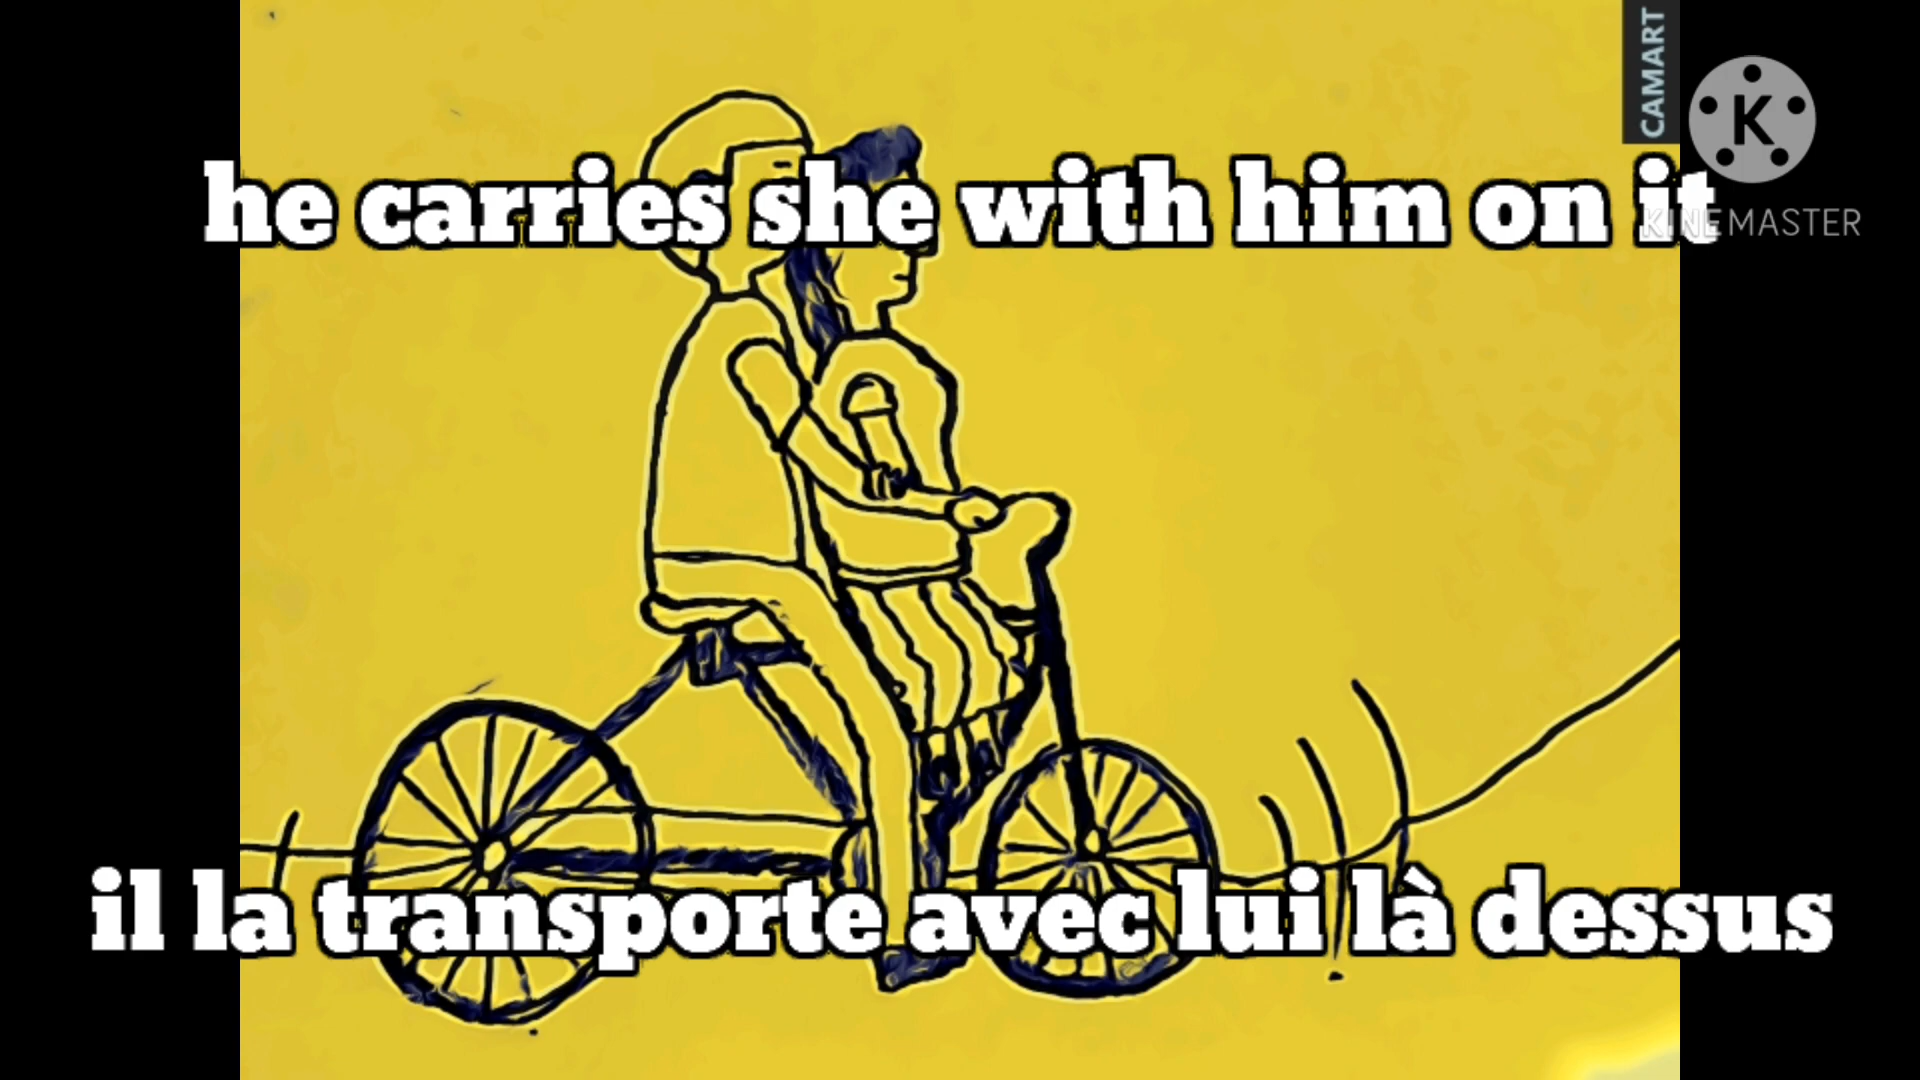 CAMART
K
he carries she with him on it
KINEMASTER
il la transporte avec lui là dessus